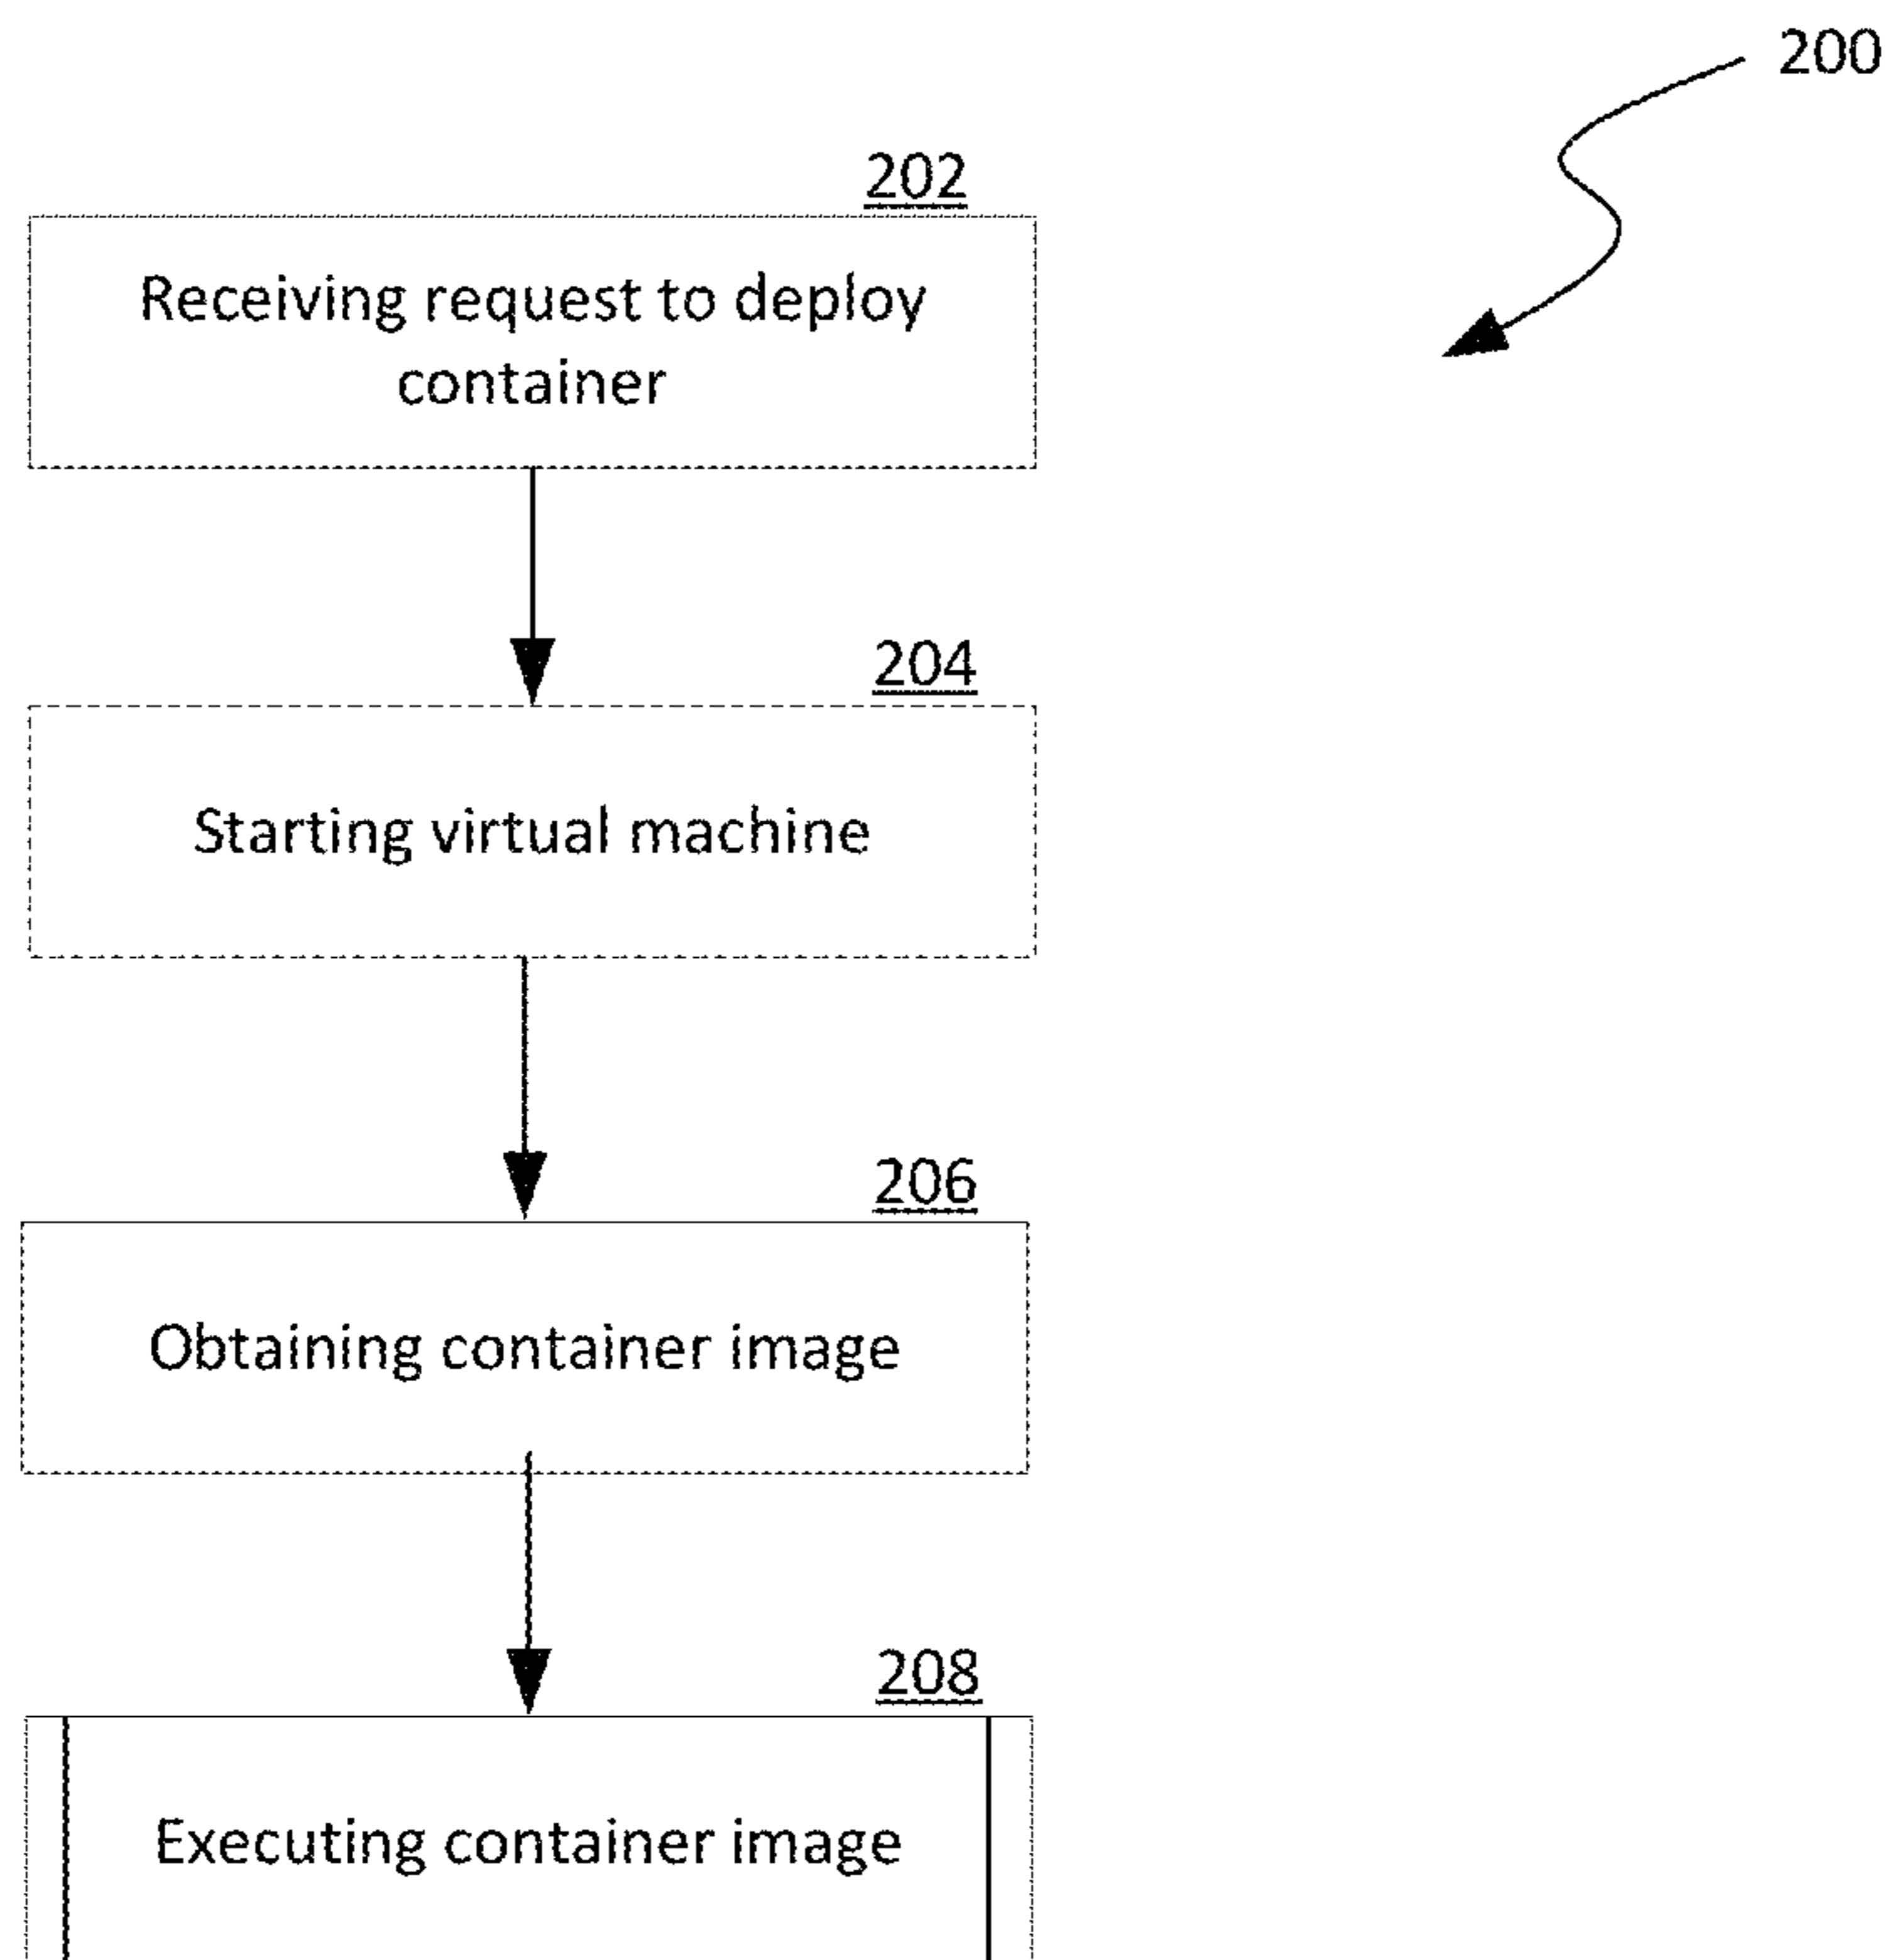 200
202
Receiving request to deploy
container
204
Starting virtual machine
206
Obtaining container image
208
Executing container image